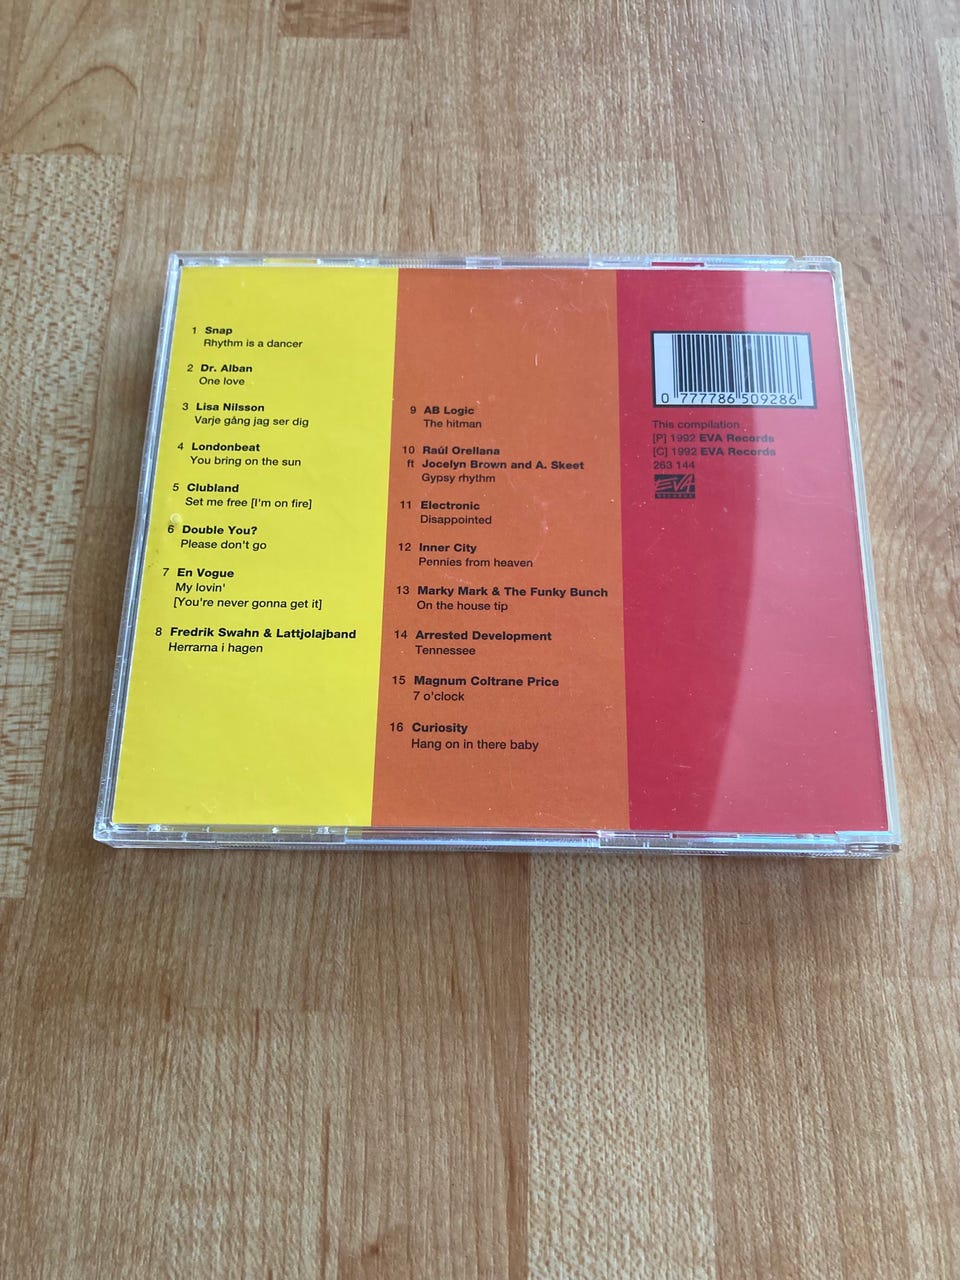 1 Snap
Rhythm is a dancer
2 Dr. Alban
One love
3 Lisa Nilsson
Varje gång jag ser dig
4 Londonbeat
You bring on the sun
5 Clubland
Set me free [I'm on fire]
6 Double You?
Please don't go
7 En Vogue
My lovin'
[You're never gonna get it]
8 Fredrik Swahn & Lattjolajband
Herrarna i hagen
9 AB Logic
The hitman
10 Raúl Orellana
ft Jocelyn Brown and A. Skeet
Gypsy rhythm
11 Electronic
Disappointed
12 Inner City
Pennies from heaven
13 Marky Mark & The Funky Bunch
On the house tip
14 Arrested Development
Tennessee
15 Magnum Coltrane Price
7 o'clock
16 Curiosity
Hang on in there baby
0 777786 509286
This compilation
[P] 1992 EVA Records
[C] 1992 EVA Records
263 144
EVA
RECORDS